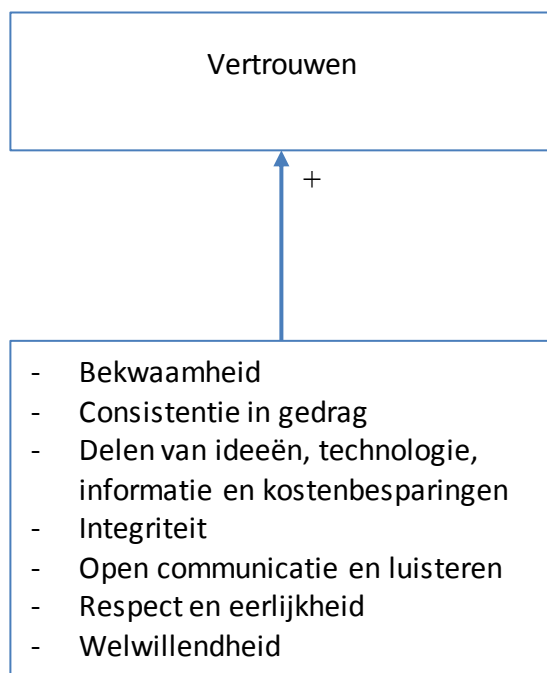 Vertrouwen
+
- Bekwaamheid
- Consistentie in gedrag
- Delen van ideeën, technologie,
informatie en kostenbesparingen
- Integriteit
- Open communicatie en luisteren
- Respect en eerlijkheid
- Welwillendheid